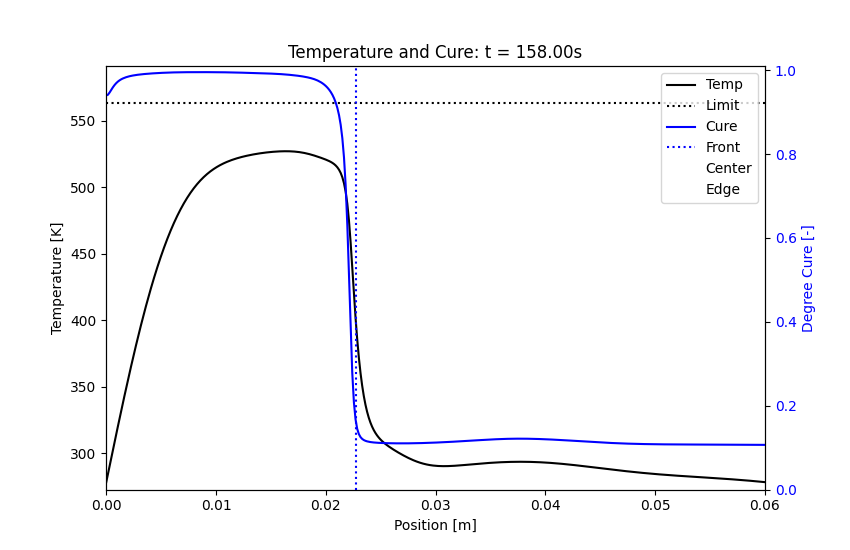 Temperature and Cure: t = 158.00s
Temp
Limit
Cure
Front
Center
Edge
Temperature [K]
550
500
450
400
350
300
Degree Cure [-]
1.0
0.8
0.6
0.4
0.2
0.0
0.00 0.01 0.02 0.03 0.04 0.05 0.06
Position [m]